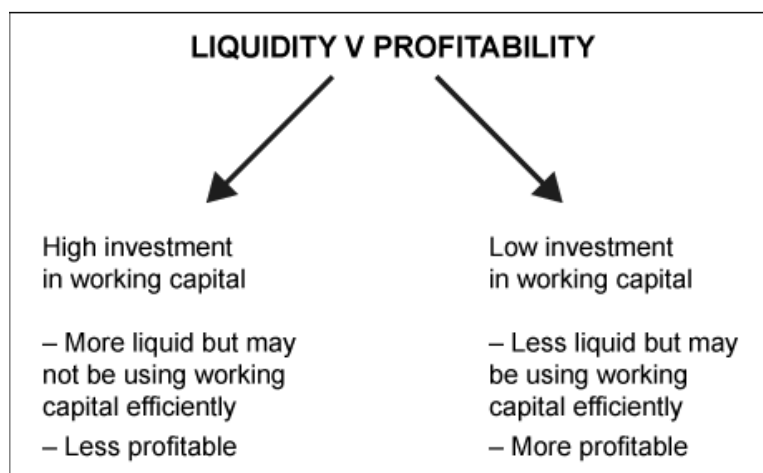 LIQUIDITY V PROFITABILITY
High investment
in working capital
– More liquid but may
not be using working
capital efficiently
– Less profitable
Low investment
in working capital
– Less liquid but may
be using working
capital efficiently
– More profitable